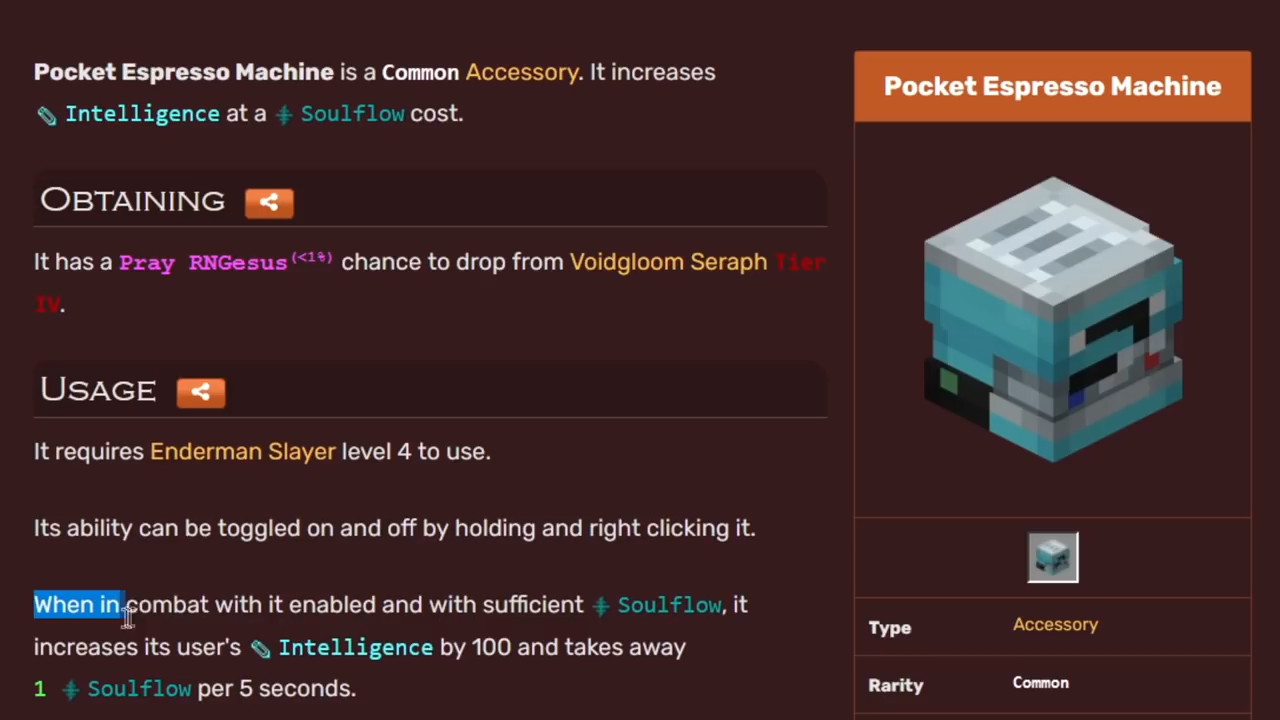 Pocket Espresso Machine is a Common Accessory. It increases
Intelligence at a Soulflow cost.
OBTAINING
It has a Pray RNGesus(<1%) chance to drop from Voidgloom Seraph Tier
IV.
USAGE
It requires Enderman Slayer level 4 to use.
Its ability can be toggled on and off by holding and right clicking it.
When in combat with it enabled and with sufficient Soulflow, it
increases its user's Intelligence by 100 and takes away
1 Soulflow per 5 seconds.
Pocket Espresso Machine
Type Accessory
Rarity Common